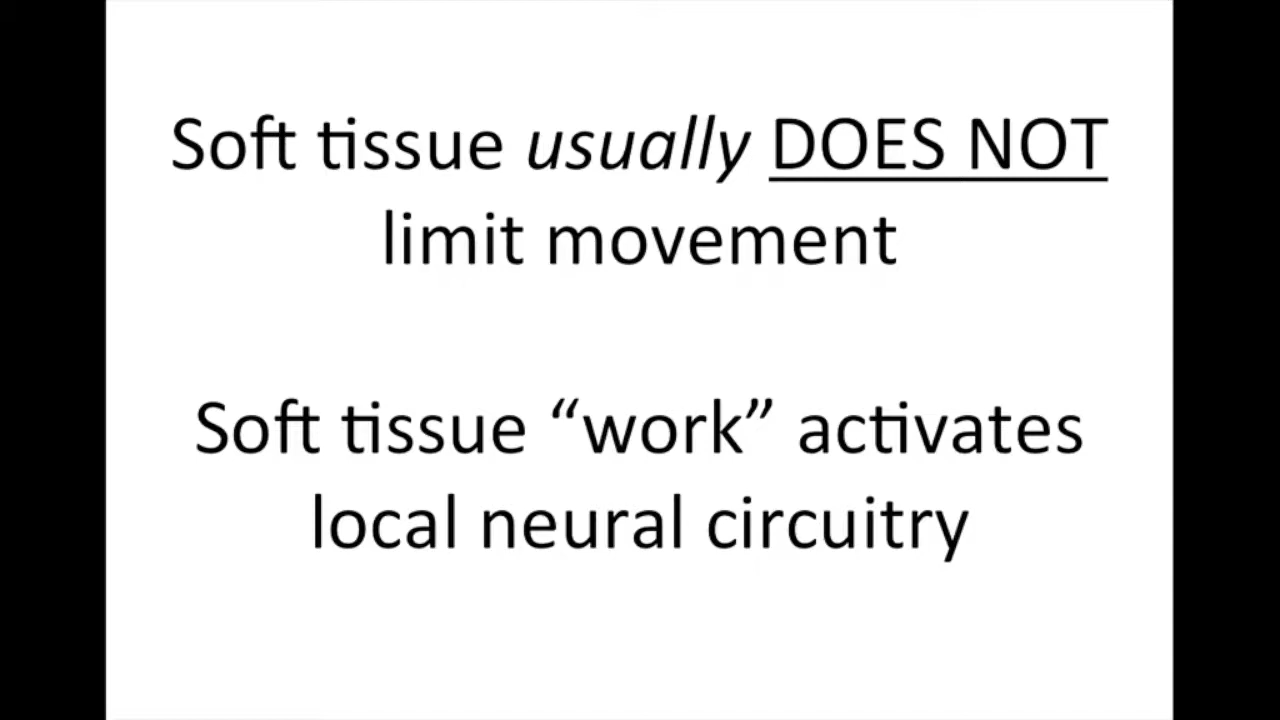 Soft tissue usually DOES NOT
limit movement
Soft tissue “work” activates
local neural circuitry